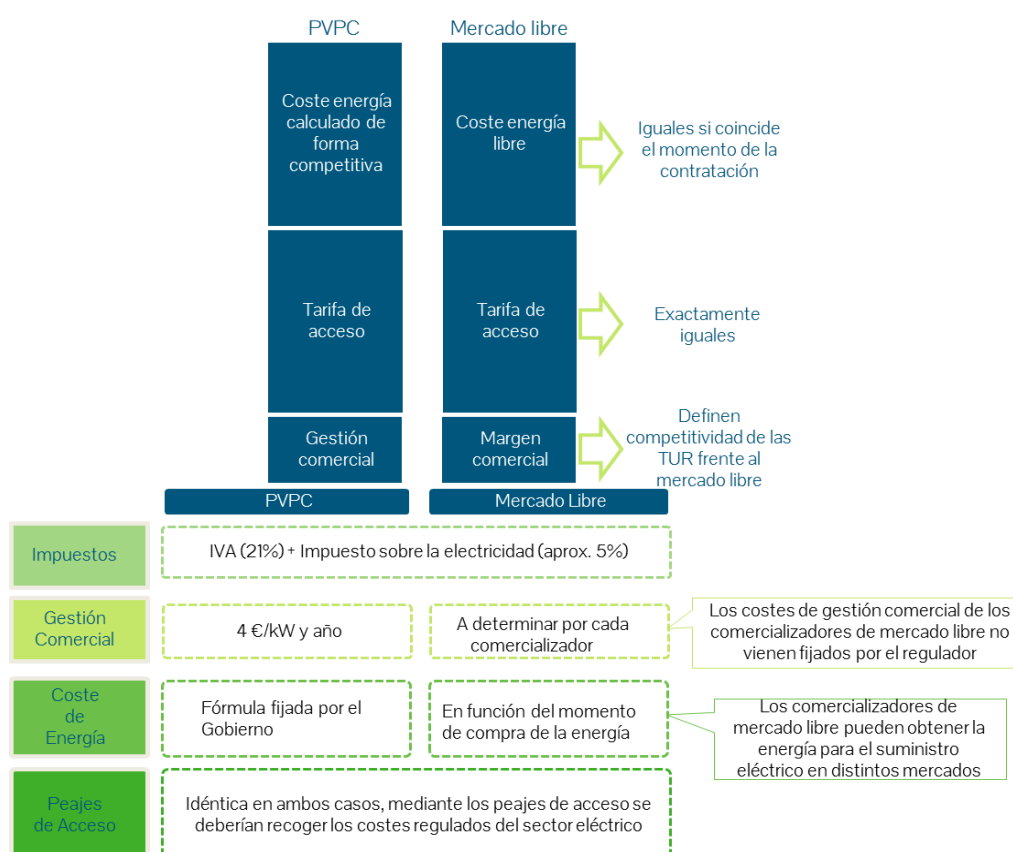 PVPC
Mercado libre
Coste energía
calculado de
forma
competitiva
Coste energía
libre
Iguales si coincide
el momento de la
contratación
Tarifa de
acceso
Tarifa de
acceso
Exactamente
iguales
Gestión
comercial
Margen
comercial
Definen
competitividad de las
TUR frente al
mercado libre
PVPC
Mercado Libre
Impuestos
IVA (21%) + Impuesto sobre la electricidad (aprox. 5%)
Gestión
Comercial
4 €/kW y año
A determinar por cada
comercializador
Los costes de gestión comercial de los
comercializadores de mercado libre no
vienen fijados por el regulador
Coste
de
Energía
Fórmula fijada por el
Gobierno
En función del momento
de compra de la energía
Los comercializadores de
mercado libre pueden obtener la
energía para el suministro
eléctrico en distintos mercados
Peajes
de Acceso
Idéntica en ambos casos, mediante los peajes de acceso se
deberían recoger los costes regulados del sector eléctrico